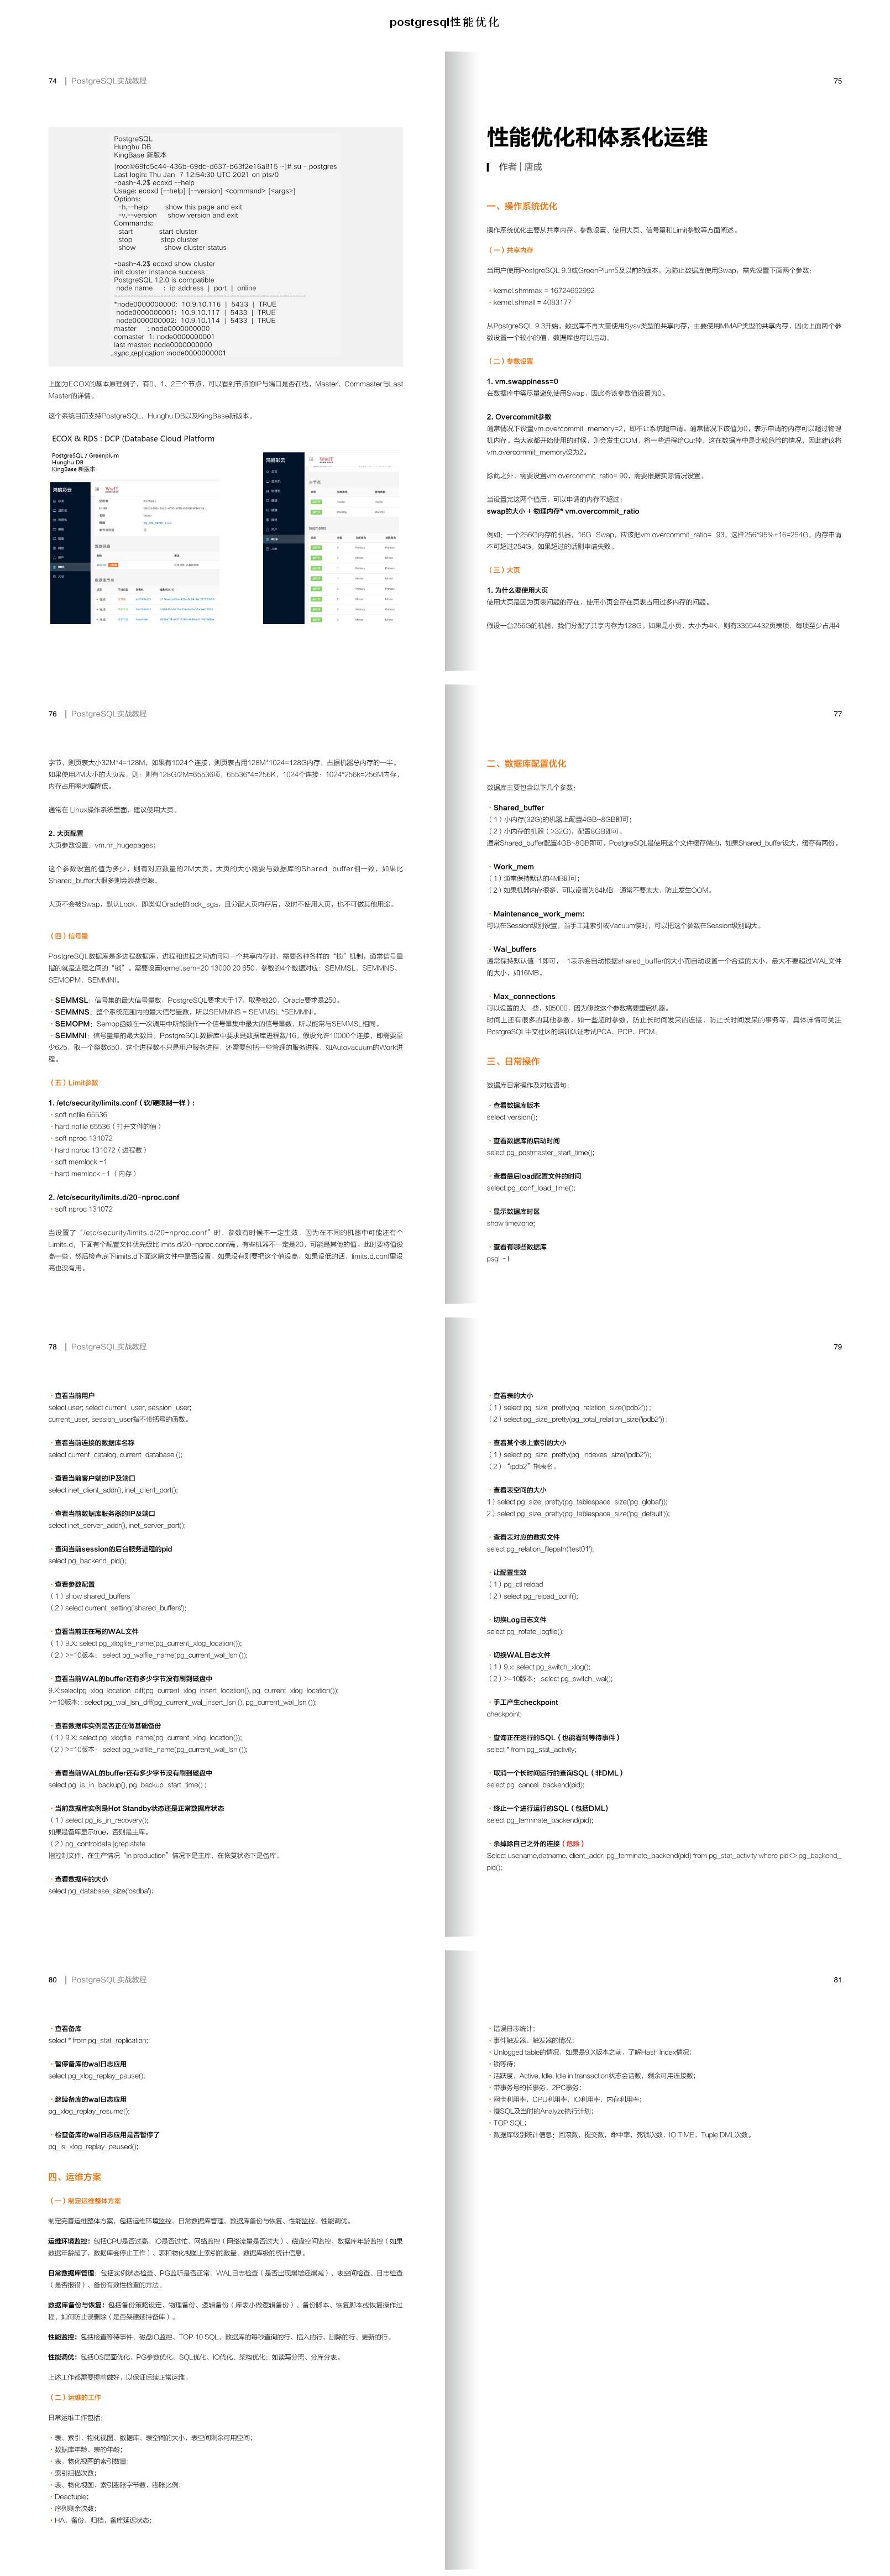 postgresql性能优化
74 | PostgreSQL实战教程
PostgreSQL
Hunghu DB
KingBase 新版本
[root@69fc5c44-436b-69dc-d637-b63f2e16a815 ~]# su - postgres
Last login: Thu Jan  7 12:54:30 UTC 2021 on pts/0
-bash-4.2$ ecoxd --help
Usage: ecoxd [--help] [--version] <command> [<args>]
Options:
-h,--help show this page and exit
-v,--version show version and exit
Commands:
start start cluster
stop stop cluster
show show cluster status
-bash-4.2$ ecoxd show cluster
init cluster instance success
PostgreSQL 12.0 is compatible
node name : ip address | port | online
*node0000000000: 10.9.10.116 | 5433 | TRUE
node0000000001: 10.9.10.117 | 5433 | TRUE
node0000000002: 10.9.10.114 | 5433 | TRUE
master : node0000000000
comaster 1: node0000000001
last master: node0000000000
sync replication :node0000000001
上图为ECOX的基本原理例子，有0、1、2三个节点，可以看到节点的IP与端口是否在线，Master、Commaster与Last
Master的详情。
这个系统目前支持PostgreSQL、Hunghu DB以及KingBase新版本。
ECOX & RDS : DCP (Database Cloud Platform
PostgreSQL / Greenplum
Hunghu DB
KingBase 新版本
75
性能优化和体系化运维
作者 | 唐成
一、操作系统优化
操作系统优化主要从共享内存、参数设置、使用大页、信号量和Limit参数等方面阐述。
（一）共享内存
当用户使用PostgreSQL 9.3或GreenPlum5及以前的版本，为防止数据库使用Swap，需先设置下面两个参数：
· kernel.shmmax = 16724692992
· kernel.shmall = 4083177
从PostgreSQL 9.3开始，数据库不再大量使用Sysv类型的共享内存，主要使用MMAP类型的共享内存，因此上面两个参
数设置一个较小的值，数据库也可以启动。
（二）参数设置
1. vm.swappiness=0
在数据库中需尽量避免使用Swap，因此将该参数值设置为0。
2. Overcommit参数
通常情况下设置vm.overcommit_memory=2，即不让系统超申请。通常情况下该值为0，表示申请的内存可以超过物理
机内存。当大家都开始使用的时候，则会发生OOM，将一些进程给Cut掉，这在数据库中是比较危险的情况，因此建议将
vm.overcommit_memory设为2。
除此之外，需要设置vm.overcommit_ratio= 90，需要根据实际情况设置。
当设置完这两个值后，可以申请的内存不超过：
swap的大小 + 物理内存* vm.overcommit_ratio
例如：一个256G内存的机器，16G Swap，应该把vm.overcommit_ratio= 93，这样256*95%+16=254G，内存申请
不可超过254G，如果超过的话则申请失败。
（三）大页
1. 为什么要使用大页
使用大页是因为页表问题的存在，使用小页会存在页表占用过多内存的问题。
假设一台256G的机器，我们分配了共享内存为128G，如果是小页，大小为4K，则有33554432页表项，每项至少占用4
76 | PostgreSQL实战教程
字节，则页表大小32M*4=128M，如果有1024个连接，则页表占用128M*1024=128G内存，占据机器总内存的一半。
如果使用2M大小的大页表，则：则有128G/2M=65536项，65536*4=256K，1024个连接：1024*256k=256M内存，
内存占用率大幅降低。
通常在 Linux操作系统里面，建议使用大页。
2. 大页配置
大页参数设置：vm.nr_hugepages；
这个参数设置的值为多少，则有对应数量的2M大页。大页的大小需要与数据库的Shared_buffer相一致，如果比
Shared_buffer大很多则会浪费资源。
大页不会被Swap，默认Lock，即类似Oracle的lock_sga，且分配大页内存后，及时不使用大页，也不可做其他用途。
（四）信号量
PostgreSQL数据库是多进程数据库，进程和进程之间访问同一个共享内存时，需要各种各样的“锁”机制，通常信号量
指的就是进程之间的“锁”。需要设置kernel.sem=20 13000 20 650，参数的4个数据对应：SEMMSL、SEMMNS、
SEMOPM、SEMMNI。
· SEMMSL：信号集的最大信号量数，PostgreSQL要求大于17，取整数20，Oracle要求是250。
· SEMMNS：整个系统范围内的最大信号量数，所以SEMMNS = SEMMSL *SEMMNI。
· SEMOPM：Semop函数在一次调用中所能操作一个信号量集中最大的信号量数，所以能常与SEMMSL相同。
· SEMMNI：信号量集的最大数目，PostgreSQL数据库中要求是数据库进程数/16，假设允许10000个连接，即需要至
少625，取一个整数650，这个进程数不只是用户服务进程，还需要包括一些管理的服务进程，如Autovacuum的Work进
程。
（五）Limit参数
1. /etc/security/limits.conf（软/硬限制一样）：
· soft nofile 65536
· hard nofile 65536（打开文件的值）
· soft nproc 131072
· hard nproc 131072（进程数）
· soft memlock -1
· hard memlock -1（内存）
2. /etc/security/limits.d/20-nproc.conf
· soft nproc 131072
当设置了“/etc/security/limits.d/20-nproc.conf”时，参数有时候不一定生效，因为在不同的机器中可能还有个
Limits.d，下面有个配置文件优先级比limits.d/20-nproc.conf高，有些机器不一定是20，可能是其他的值，此时要将值设
高一些，然后检查底下limits.d下面这篇文件中是否设置，如果没有则要把这个值设高，如果设低的话，limits.d.conf里设
高也没有用。
77
二、数据库配置优化
数据库主要包含以下几个参数：
· Shared_buffer
（1）小内存(32G)的机器上配置4GB-8GB即可；
（2）小内存的机器（>32G)，配置8GB即可。
通常Shared_buffer配置4GB-8GB即可。PostgreSQL是使用这个文件缓存做的，如果Shared_buffer设大，缓存有两份。
· Work_mem
（1）通常保持默认的4MB即可；
（2）如果机器内存很多，可以设置为64MB，通常不要太大，防止发生OOM。
· Maintenance_work_mem:
可以在Session级别设置，当手工建索引或Vacuum慢时，可以把这个参数在Session级别调大。
· Wal_buffers
通常保持默认值-1即可，-1表示会自动根据shared_buffer的大小而自动设置一个合适的大小，最大不要超过WAL文件
的大小，如16MB。
· Max_connections
可以设置的大一些，如5000，因为修改这个参数需要重启机器。
时间上还有很多的其他参数，如一些超时参数，防止长时间发呆的连接，防止长时间发呆的事务等，具体详情可关注
PostgreSQL中文社区的培训认证考试PCA、PCP、PCM。
三、日常操作
数据库日常操作及对应语句：
· 查看数据库版本
select version();
· 查看数据库的启动时间
select pg_postmaster_start_time();
· 查看最后load配置文件的时间
select pg_conf_load_time();
· 显示数据库时区
show timezone;
· 查看有哪些数据库
psql -l
78 | PostgreSQL实战教程
· 查看当前用户
select user; select current_user, session_user;
current_user, session_user指不带括号的函数。
· 查看当前连接的数据库名称
select current_catalog, current_database ();
· 查看当前客户端的IP及端口
select inet_client_addr(), inet_client_port();
· 查看当前数据库服务器的IP及端口
select inet_server_addr(), inet_server_port();
· 查询当前session的后台服务进程的pid
select pg_backend_pid();
· 查看参数配置
（1）show shared_buffers
（2）select current_setting('shared_buffers');
· 查看当前正在写的WAL文件
（1）9.X: select pg_xlogfile_name(pg_current_xlog_location());
（2）>=10版本： select pg_walfile_name(pg_current_wal_lsn ());
· 查看当前WAL的buffer还有多少字节没有刷到磁盘中
9.X:selectpg_xlog_location_diff(pg_current_xlog_insert_location(), pg_current_xlog_location());
>=10版本: : select pg_wal_lsn_diff(pg_current_wal_insert_lsn (), pg_current_wal_lsn ());
· 查看数据库实例是否正在做基础备份
（1）9.X: select pg_xlogfile_name(pg_current_xlog_location());
（2）>=10版本： select pg_walfile_name(pg_current_wal_lsn ());
· 查看当前WAL的buffer还有多少字节没有刷到磁盘中
select pg_is_in_backup(), pg_backup_start_time() ;
· 当前数据库实例是Hot Standby状态还是正常数据库状态
（1）select pg_is_in_recovery();
如果是备库显示true，否则是主库。
（2）pg_controldata |grep state
指控制文件，在生产情况“in production”情况下是主库，在恢复状态下是备库。
· 查看数据库的大小
select pg_database_size('osdba');
79
· 查看表的大小
（1）select pg_size_pretty(pg_relation_size('ipdb2')) ;
（2）select pg_size_pretty(pg_total_relation_size('ipdb2')) ;
· 查看某个表上索引的大小
（1）select pg_size_pretty(pg_indexes_size('ipdb2'));
（2）“ipdb2”指表名。
· 查看表空间的大小
1）select pg_size_pretty(pg_tablespace_size('pg_global'));
2）select pg_size_pretty(pg_tablespace_size('pg_default'));
· 查看表对应的数据文件
select pg_relation_filepath('test01');
· 让配置生效
（1）pg_ctl reload
（2）select pg_reload_conf();
· 切换Log日志文件
select pg_rotate_logfile();
· 切换WAL日志文件
（1）9.x: select pg_switch_xlog();
（2）>=10版本： select pg_switch_wal();
· 手工产生checkpoint
checkpoint;
· 查询正在运行的SQL（也能看到等待事件）
select * from pg_stat_activity;
· 取消一个长时间运行的查询SQL（非DML）
select pg_cancel_backend(pid);
· 终止一个进行运行的SQL（包括DML)
select pg_terminate_backend(pid);
· 杀掉除自己之外的连接（危险）
Select username,datname, client_addr, pg_terminate_backend(pid) from pg_stat_activity where pid<> pg_backend_
pid();
80 | PostgreSQL实战教程
· 查看备库
select * from pg_stat_replication;
· 暂停备库的wal日志应用
select pg_xlog_replay_pause();
· 继续备库的wal日志应用
pg_xlog_replay_resume();
· 检查备库的wal日志应用是否暂停了
pg_is_xlog_replay_paused();
四、运维方案
（一）制定运维整体方案
制定完善运维整体方案，包括运维环境监控、日常数据库管理、数据库备份与恢复，性能监控、性能调优。
运维环境监控：包括CPU是否过高、IO是否过忙、网络监控（网络流量是否过大）、磁盘空间监控、数据库年龄监控（如果
数据年龄超了，数据库会停止工作）、表和物化视图上索引的数量、数据库级的统计信息。
日常数据库管理：包括实例状态检查、PG监听是否正常、WAL日志检查（是否出现爆增还爆减）、表空间检查、日志检查
（是否报错）、备份有效性检查的方法。
数据库备份与恢复：包括备份策略设定、物理备份、逻辑备份（库表小做逻辑备份）、备份脚本、恢复脚本或恢复操作过
程、如何防止误删除（是否架建延持备库）。
性能监控：包括检查等待事件、磁盘IO监控、TOP 10 SQL、数据库的每秒查询的行、插入的行、删除的行、更新的行。
性能调优：包括OS层面优化、PG参数优化、SQL优化、IO优化、架构优化：如读写分离、分库分表。
上述工作都需要提前做好，以保证后续正常运维。
（二）运维的工作
日常运维工作包括：
· 表、索引、物化视图、数据库、表空间的大小，表空间剩余可用空间；
· 数据库年龄，表的年龄；
· 表、物化视图的索引数量；
· 索引扫描次数；
· 表、物化视图、索引膨胀字节数，膨胀比例；
· Deadtuple；
· 序列剩余次数；
· HA，备份，归档，备库延迟状态；
81
· 错误日志统计；
· 事件触发器、触发器的情况；
· Unlogged table的情况，如果是9.X版本之前，了解Hash Index情况；
· 锁等待；
· 活跃度，Active, Idle, Idle in transaction状态会话数，剩余可用连接数；
· 带事务号的长事务，2PC事务；
· 网卡利用率，CPU利用率，IO利用率，内存利用率；
· 慢SQL及当时的Analyze执行计划；
· TOP SQL；
· 数据库级别统计信息：回滚数，提交数，命中率，死锁次数，IO TIME，Tuple DML次数。